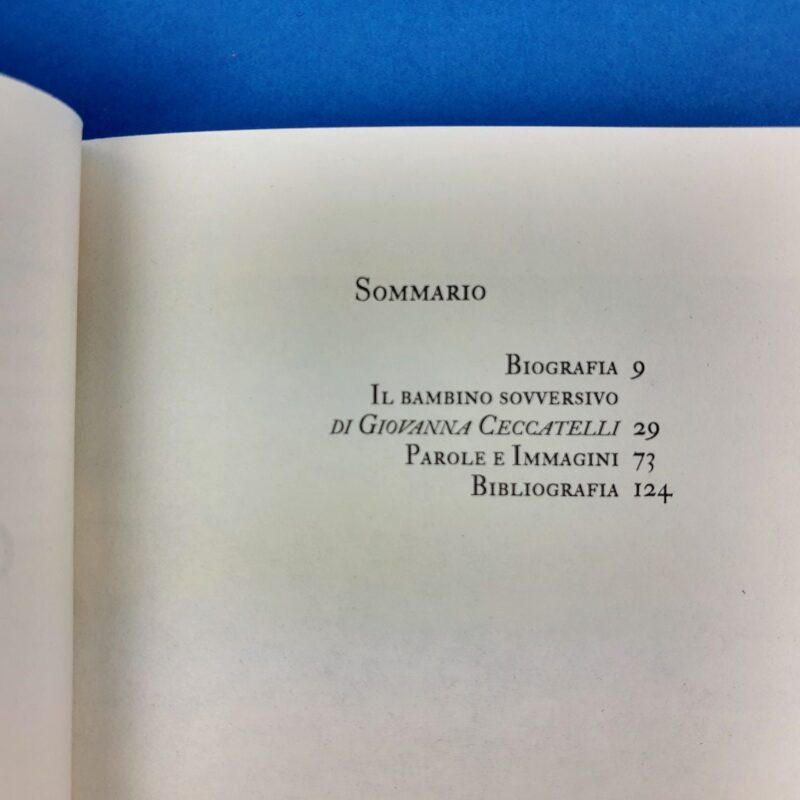 Sommario
Biografia 9
Il bambino sovversivo
di Giovanna Ceccatelli 29
Parole e Immagini 73
Bibliografia 124